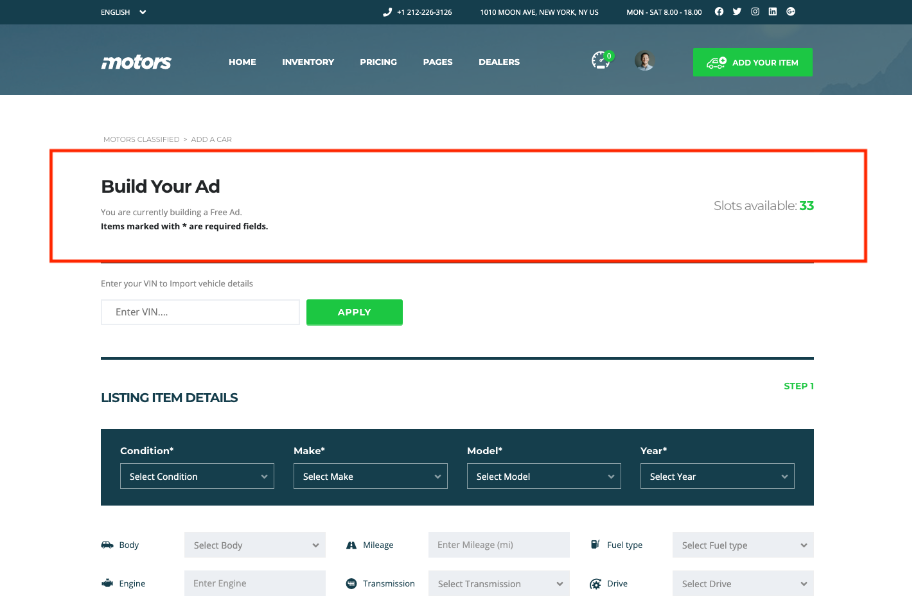 ENGLISH
+1 212-226-3126
1010 MOON AVE, NEW YORK, NY US
MON - SAT 8.00 - 18.00
motors
HOME INVENTORY PRICING PAGES DEALERS
0
ADD YOUR ITEM
MOTORS CLASSIFIED > ADD A CAR
Build Your Ad
You are currently building a Free Ad.
Items marked with * are required fields.
Slots available: 33
Enter your VIN to Import vehicle details
Enter VIN....
APPLY
STEP 1
LISTING ITEM DETAILS
Condition* Make* Model* Year*
Select Condition Select Make Select Model Select Year
Body Select Body Mileage Enter Mileage (mi) Fuel type Select Fuel type
Engine Enter Engine Transmission Select Transmission Drive Select Drive